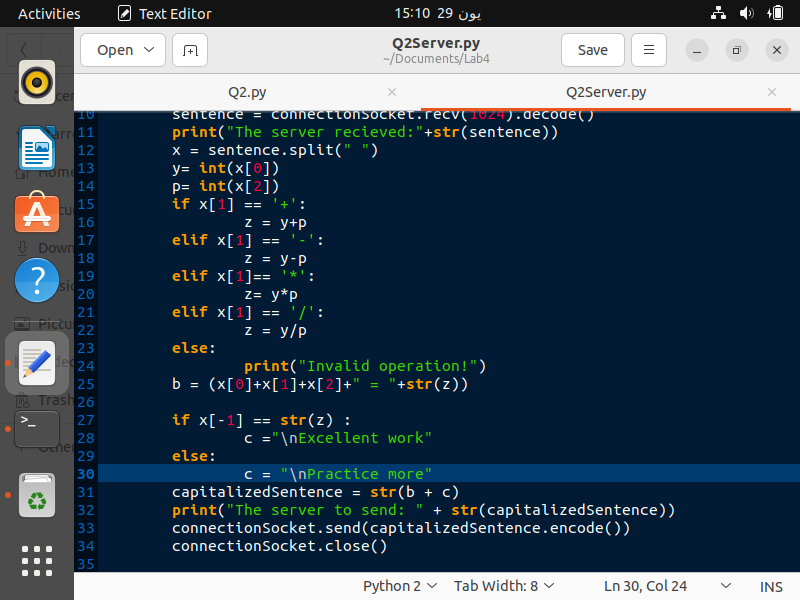 Activities Text Editor 15:10 29 يون
Open Q2Server.py Save
~/Documents/Lab4
Q2.py Q2Server.py
10 sentence = connectionSocket.recv(1024).decode()
11 print("The server recieved:"+str(sentence))
12 x = sentence.split(" ")
13 y= int(x[0])
14 p= int(x[2])
15 if x[1] == '+':
16 z = y+p
17 elif x[1] == '-':
18 z = y-p
19 elif x[1]== '*':
20 z= y*p
21 elif x[1] == '/':
22 z = y/p
23 else:
24 print("Invalid operation!")
25 b = (x[0]+x[1]+x[2]+" = "+str(z))
26
27 if x[-1] == str(z) :
28 c ="\nExcellent work"
29 else:
30 c = "\nPractice more"
31 capitalizedSentence = str(b + c)
32 print("The server to send: " + str(capitalizedSentence))
33 connectionSocket.send(capitalizedSentence.encode())
34 connectionSocket.close()
35
Python 2 Tab Width: 8 Ln 30, Col 24 INS
Trash